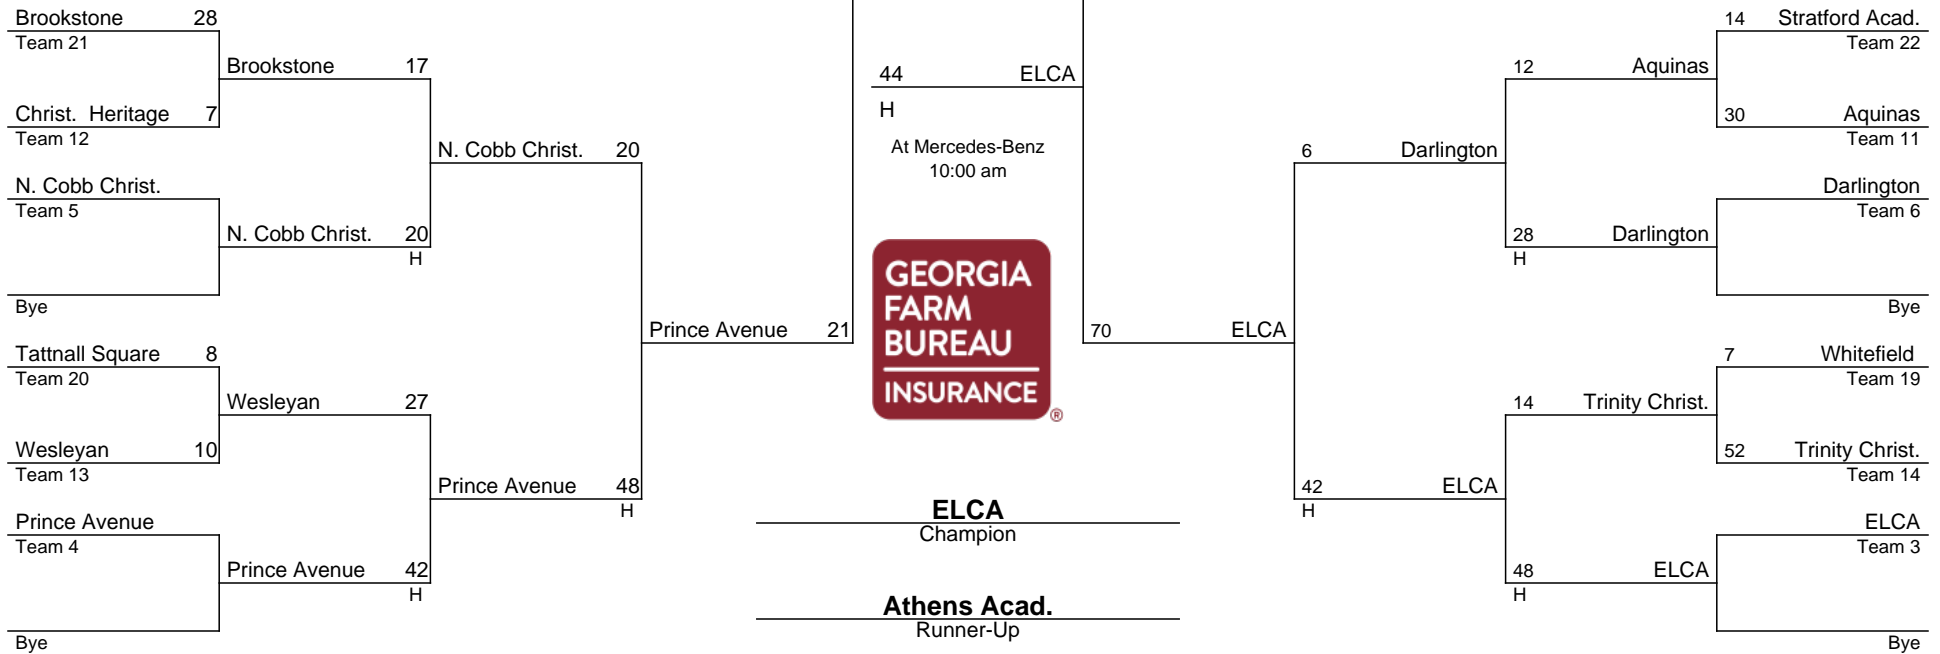 Brookstone 28
Team 21
Brookstone 17
Christ. Heritage 7
Team 12
N. Cobb Christ. 20
N. Cobb Christ.
Team 5
N. Cobb Christ. 20
H
Bye
Prince Avenue 21
Tattnall Square 8
Team 20
Wesleyan 27
Wesleyan 10
Team 13
Prince Avenue 48
H
Prince Avenue
Team 4
Prince Avenue 42
H
Bye
44 ELCA
H
At Mercedes-Benz
10:00 am
GEORGIA
FARM
BUREAU
INSURANCE
®
ELCA
Champion
Athens Acad.
Runner-Up
14 Stratford Acad.
Team 22
12 Aquinas
30 Aquinas
Team 11
6 Darlington
Darlington
Team 6
28 Darlington
H
Bye
70 ELCA
7 Whitefield
Team 19
14 Trinity Christ.
52 Trinity Christ.
Team 14
42 ELCA
H
ELCA
Team 3
48 ELCA
H
Bye